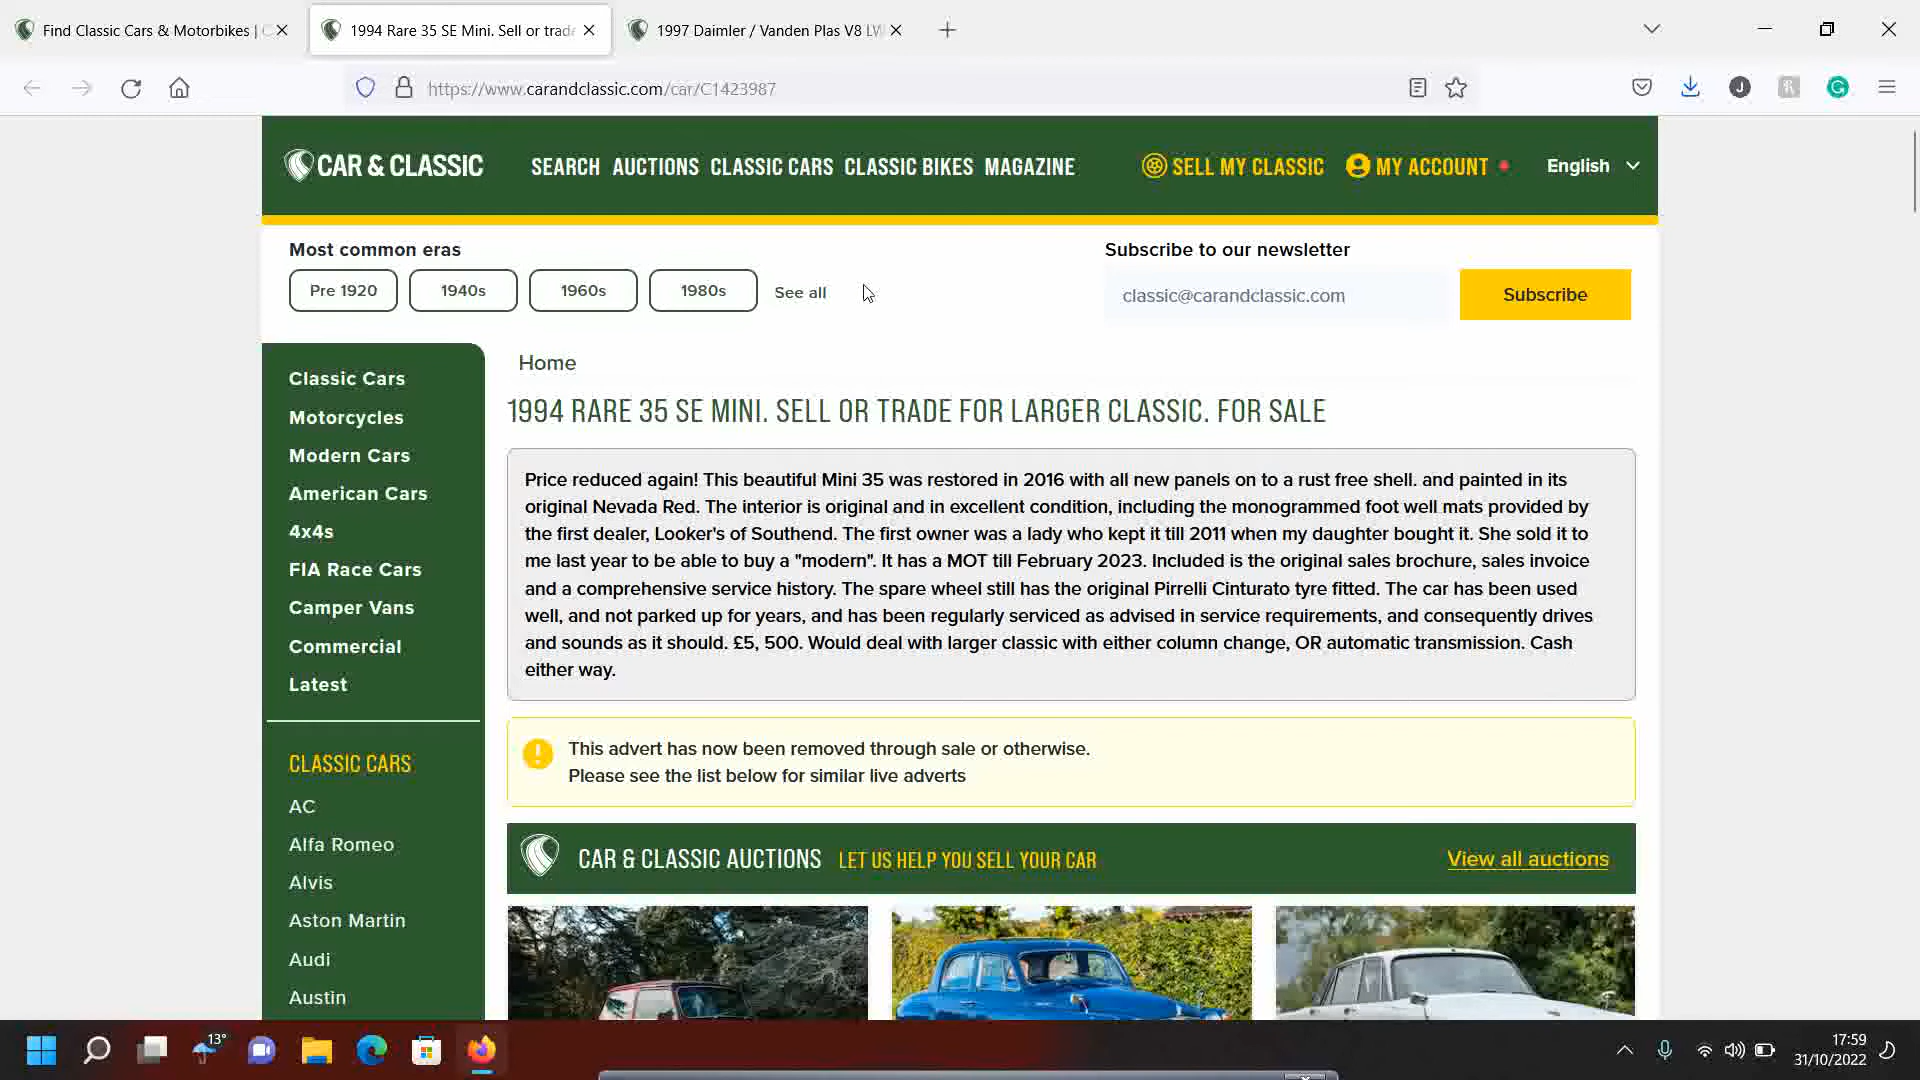 Find Classic Cars & Motorbikes |
1994 Rare 35 SE Mini. Sell or trade
1997 Daimler / Vanden Plas V8 LW
https://www.carandclassic.com/car/C1423987
CAR & CLASSIC
SEARCH AUCTIONS CLASSIC CARS CLASSIC BIKES MAGAZINE
SELL MY CLASSIC
MY ACCOUNT
English
Most common eras
Pre 1920
1940s
1960s
1980s
See all
Subscribe to our newsletter
classic@carandclassic.com
Subscribe
Classic Cars
Motorcycles
Modern Cars
American Cars
4x4s
FIA Race Cars
Camper Vans
Commercial
Latest
CLASSIC CARS
AC
Alfa Romeo
Alvis
Aston Martin
Audi
Austin
Home
1994 RARE 35 SE MINI. SELL OR TRADE FOR LARGER CLASSIC. FOR SALE
Price reduced again! This beautiful Mini 35 was restored in 2016 with all new panels on to a rust free shell. and painted in its
original Nevada Red. The interior is original and in excellent condition, including the monogrammed foot well mats provided by
the first dealer, Looker's of Southend. The first owner was a lady who kept it till 2011 when my daughter bought it. She sold it to
me last year to be able to buy a "modern". It has a MOT till February 2023. Included is the original sales brochure, sales invoice
and a comprehensive service history. The spare wheel still has the original Pirrelli Cinturato tyre fitted. The car has been used
well, and not parked up for years, and has been regularly serviced as advised in service requirements, and consequently drives
and sounds as it should. £5, 500. Would deal with larger classic with either column change, OR automatic transmission. Cash
either way.
This advert has now been removed through sale or otherwise.
Please see the list below for similar live adverts
CAR & CLASSIC AUCTIONS LET US HELP YOU SELL YOUR CAR
View all auctions
13°
17:59
31/10/2022